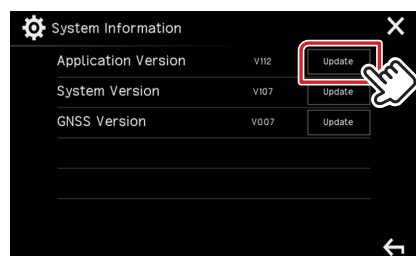 System Information
Application Version V112 Update
System Version V107 Update
GNSS Version V007 Update